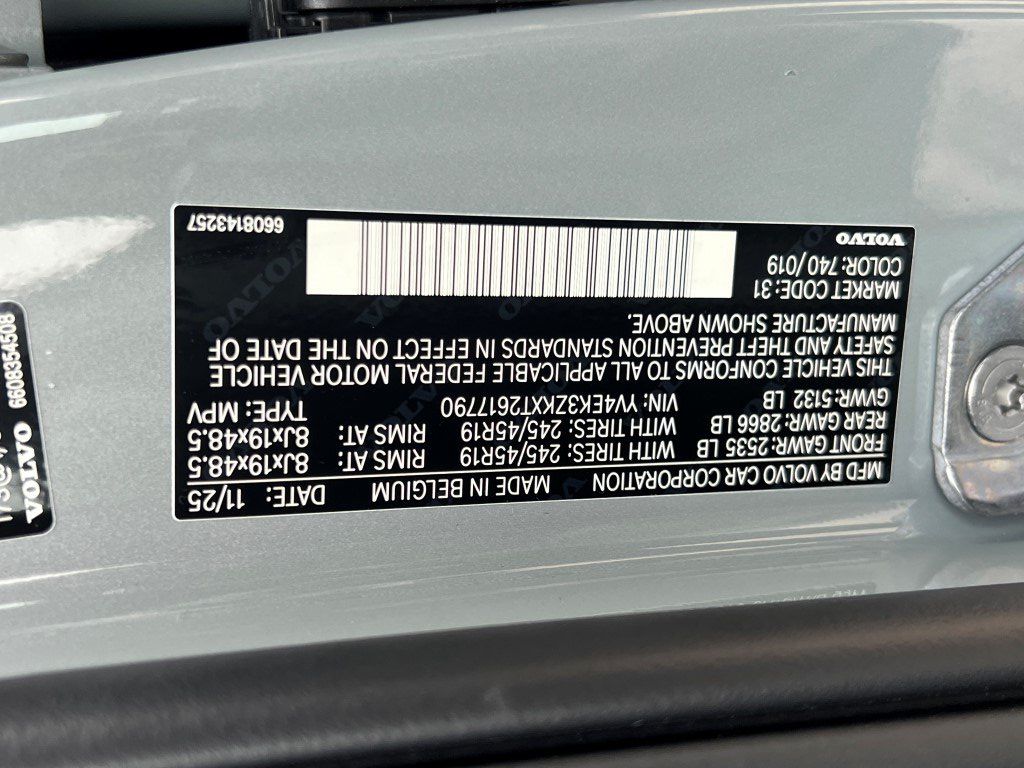 MFD BY VOLVO CAR CORPORATION MADE IN BELGIUM DATE: 11/25
FRONT GAWR: 2535 LB WITH TIRES: 245/45R19 RIMS AT: 8Jx19x48.5
REAR GAWR: 2866 LB WITH TIRES: 245/45R19 RIMS AT: 8Jx19x48.5
GVWR: 5132 LB VIN: YV4EK3ZKXT2617790 TYPE: MPV
THIS VEHICLE CONFORMS TO ALL APPLICABLE FEDERAL MOTOR VEHICLE
SAFETY AND THEFT PREVENTION STANDARDS IN EFFECT ON THE DATE OF
MANUFACTURE SHOWN ABOVE.
MARKET CODE: 31
COLOR: 740/019
VOLVO
6608143257
VOLVO
6608354508